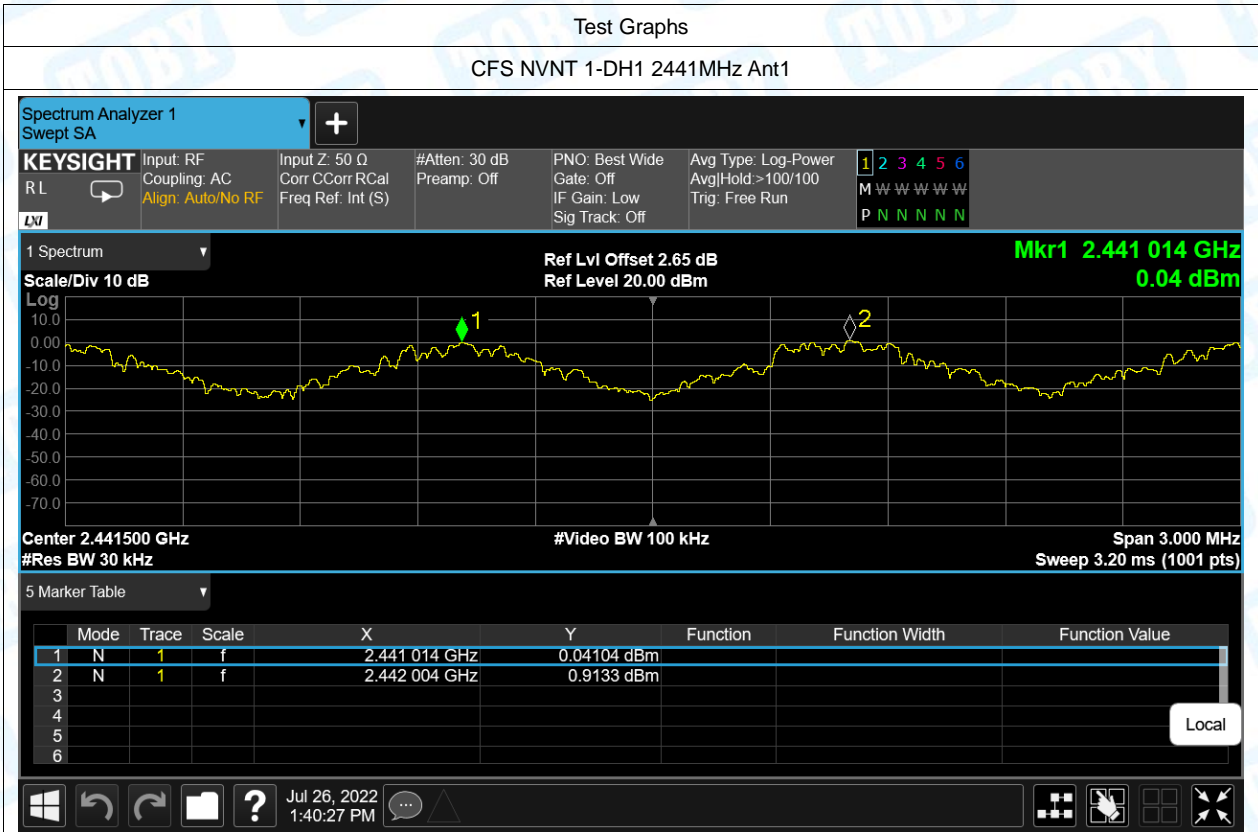 Test Graphs
CFS NVNT 1-DH1 2441MHz Ant1
Spectrum Analyzer 1
Swept SA
KEYSIGHT Input: RF Input Z: 50 Ω #Atten: 30 dB PNO: Best Wide Avg Type: Log-Power 1 2 3 4 5 6
RL Coupling: AC Corr CCorr RCal Preamp: Off Gate: Off Avg|Hold:>100/100 M W W W W W
Align: Auto/No RF Freq Ref: Int (S) IF Gain: Low Trig: Free Run
LXI Sig Track: Off P N N N N N
1 Spectrum Ref Lvl Offset 2.65 dB Mkr1 2.441 014 GHz
Scale/Div 10 dB Ref Level 20.00 dBm 0.04 dBm
Log
10.0
0.00
-10.0
-20.0
-30.0
-40.0
-50.0
-60.0
-70.0
1
2
Center 2.441500 GHz #Video BW 100 kHz Span 3.000 MHz
#Res BW 30 kHz Sweep 3.20 ms (1001 pts)
5 Marker Table
Mode Trace Scale X Y Function Function Width Function Value
1 N 1 f 2.441 014 GHz 0.04104 dBm
2 N 1 f 2.442 004 GHz 0.9133 dBm
3
4
5
6
Local
? Jul 26, 2022
1:40:27 PM